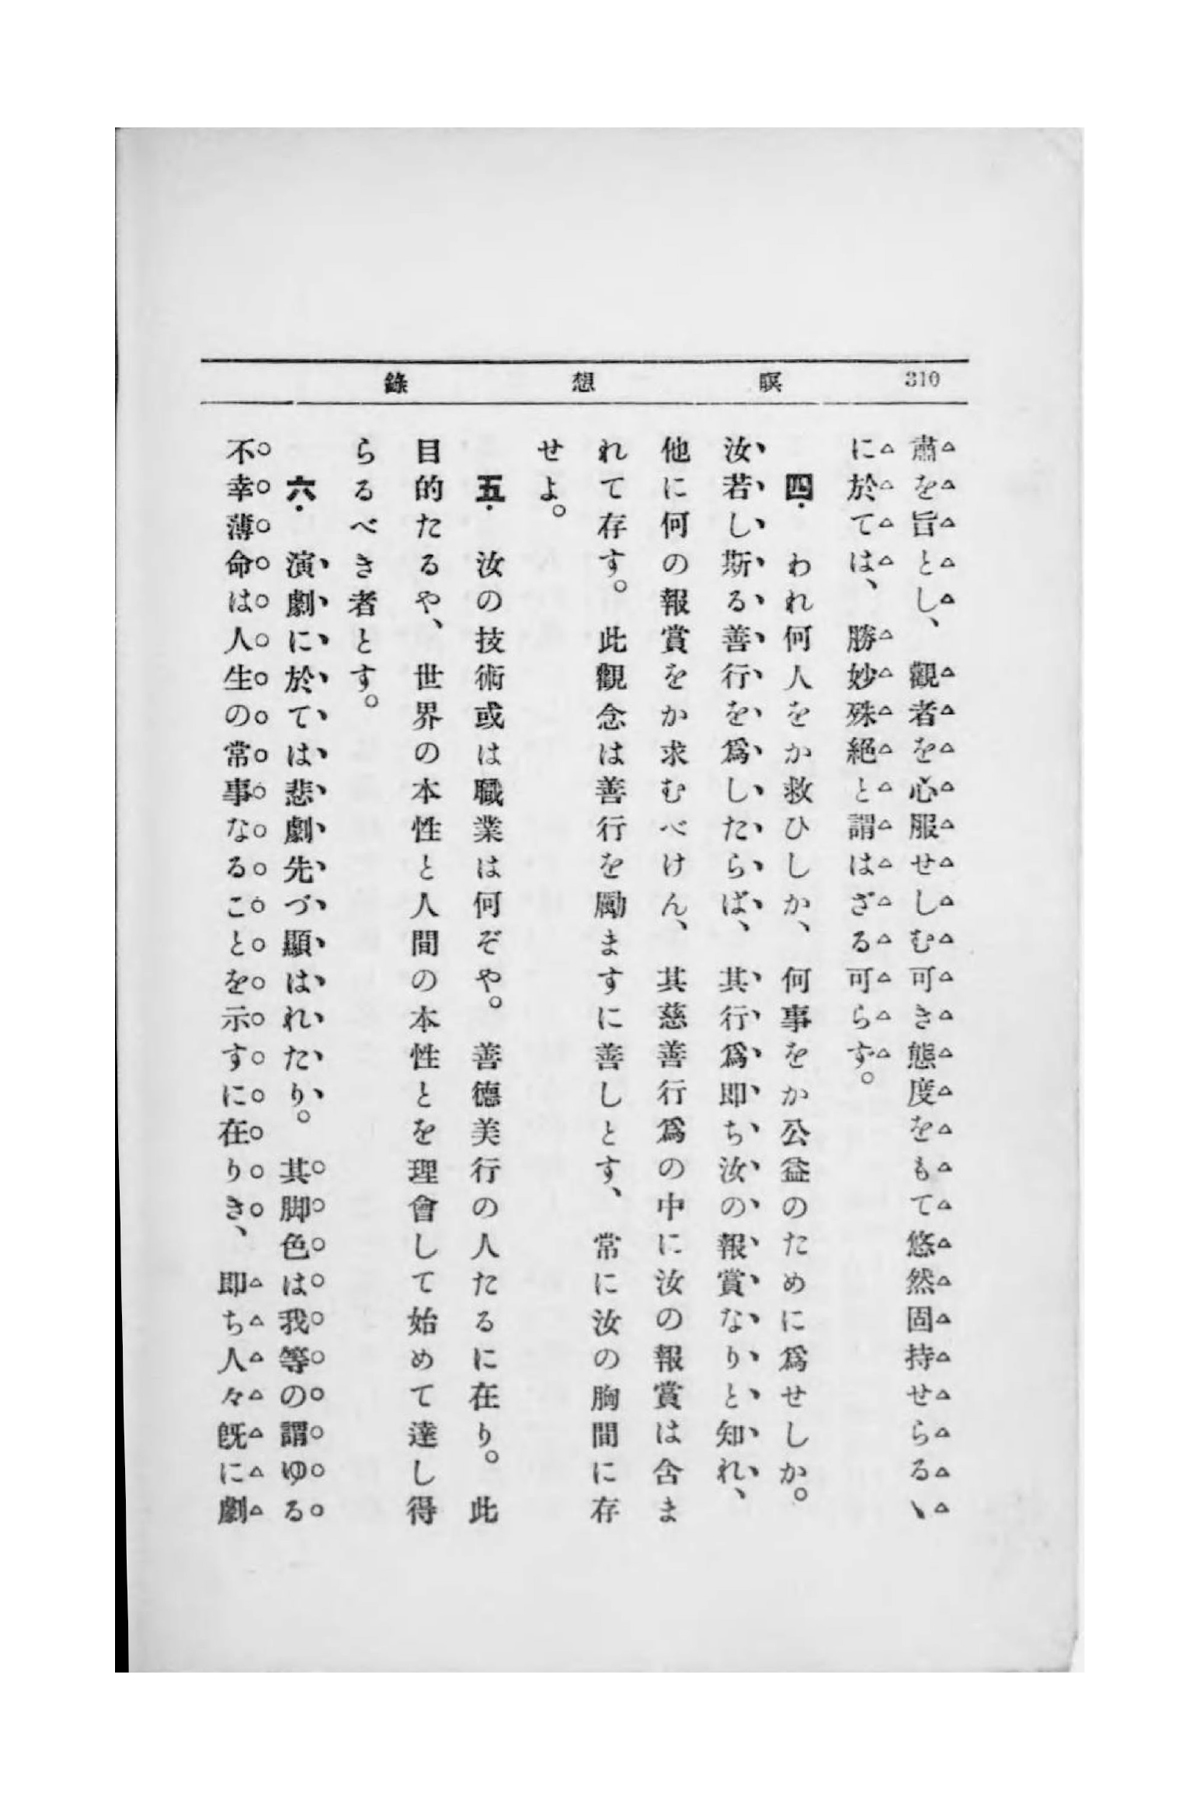 310 瞑想錄
肅を旨とし、觀者を心服せしむ可き態度をもて悠然固持せらるゝ
に於ては、勝妙殊絕と謂はざる可らず。
四. われ何人をか救ひしか、何事をか公益のために爲せしか。
汝若し斯る善行を爲したらば、其行爲即ち汝の報賞なりと知れ、
他に何の報賞をか求むべけん、其慈善行爲の中に汝の報賞は含ま
れて存す。此觀念は善行を勵ますに善しとす、常に汝の胸間に存
せよ。
五. 汝の技術或は職業は何ぞや。善德美行の人たるに在り。此
目的たるや、世界の本性と人間の本性とを理會して始めて達し得
らるべき者とす。
六. 演劇に於ては悲劇先づ顯はれたり。其脚色は我等の謂ゆる
不幸薄命は人生の常事なることを示すに在りき、即ち人々旣に劇